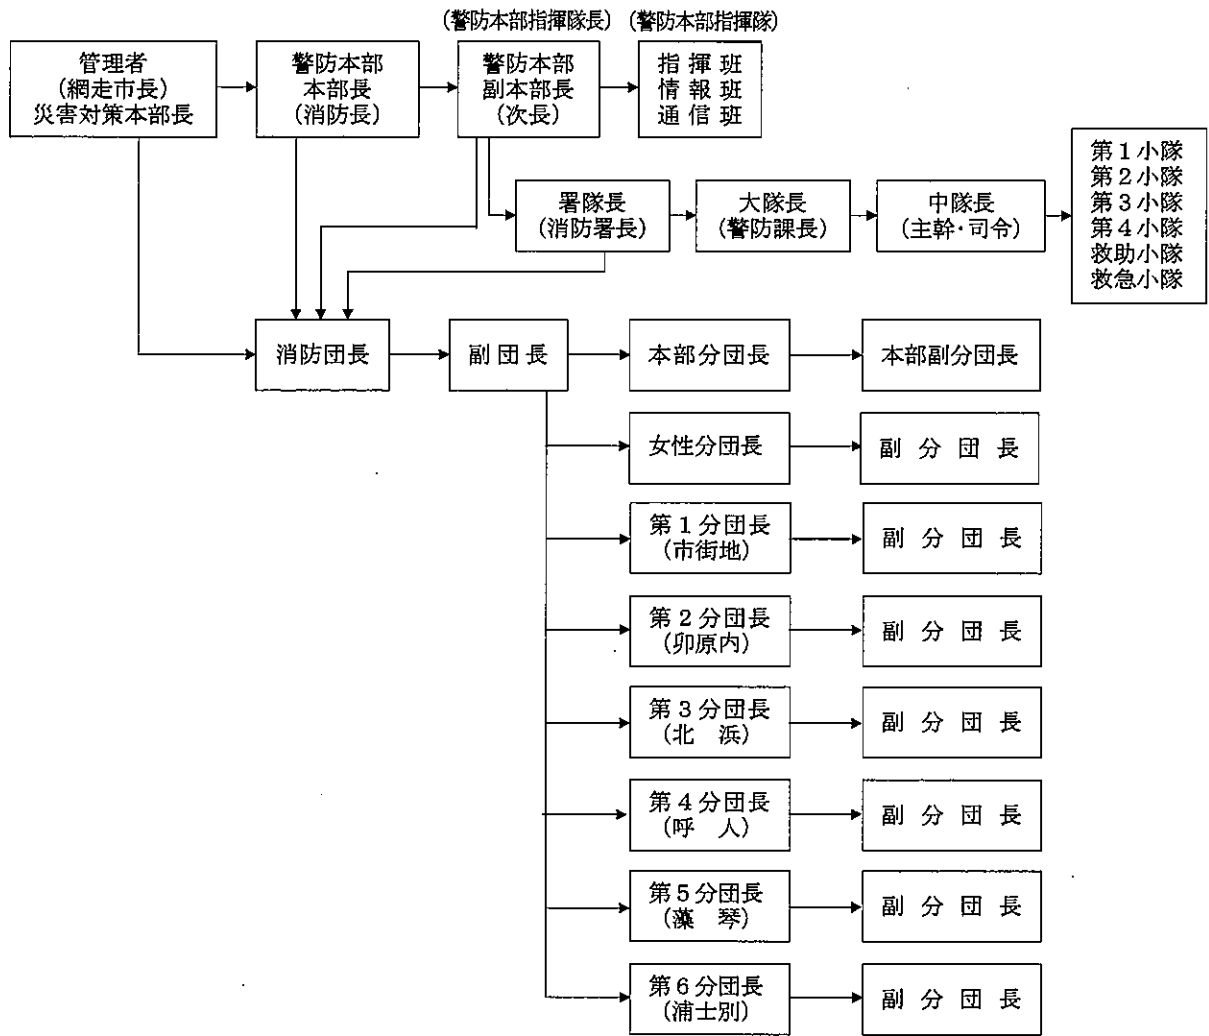 (警防本部指揮隊長)
(警防本部指揮隊)
管理者
(網走市長)
災害対策本部長
警防本部
本部長
(消防長)
警防本部
副本部長
(次長)
指揮班
情報班
通信班
署隊長
(消防署長)
大隊長
(警防課長)
中隊長
(主幹・司令)
第1小隊
第2小隊
第3小隊
第4小隊
救助小隊
救急小隊
消防団長
副団長
本部分団長
本部副分団長
女性分団長
副分団長
第1分団長
(市街地)
副分団長
第2分団長
(卯原内)
副分団長
第3分団長
(北　浜)
副分団長
第4分団長
(呼　人)
副分団長
第5分団長
(藻　琴)
副分団長
第6分団長
(浦士別)
副分団長